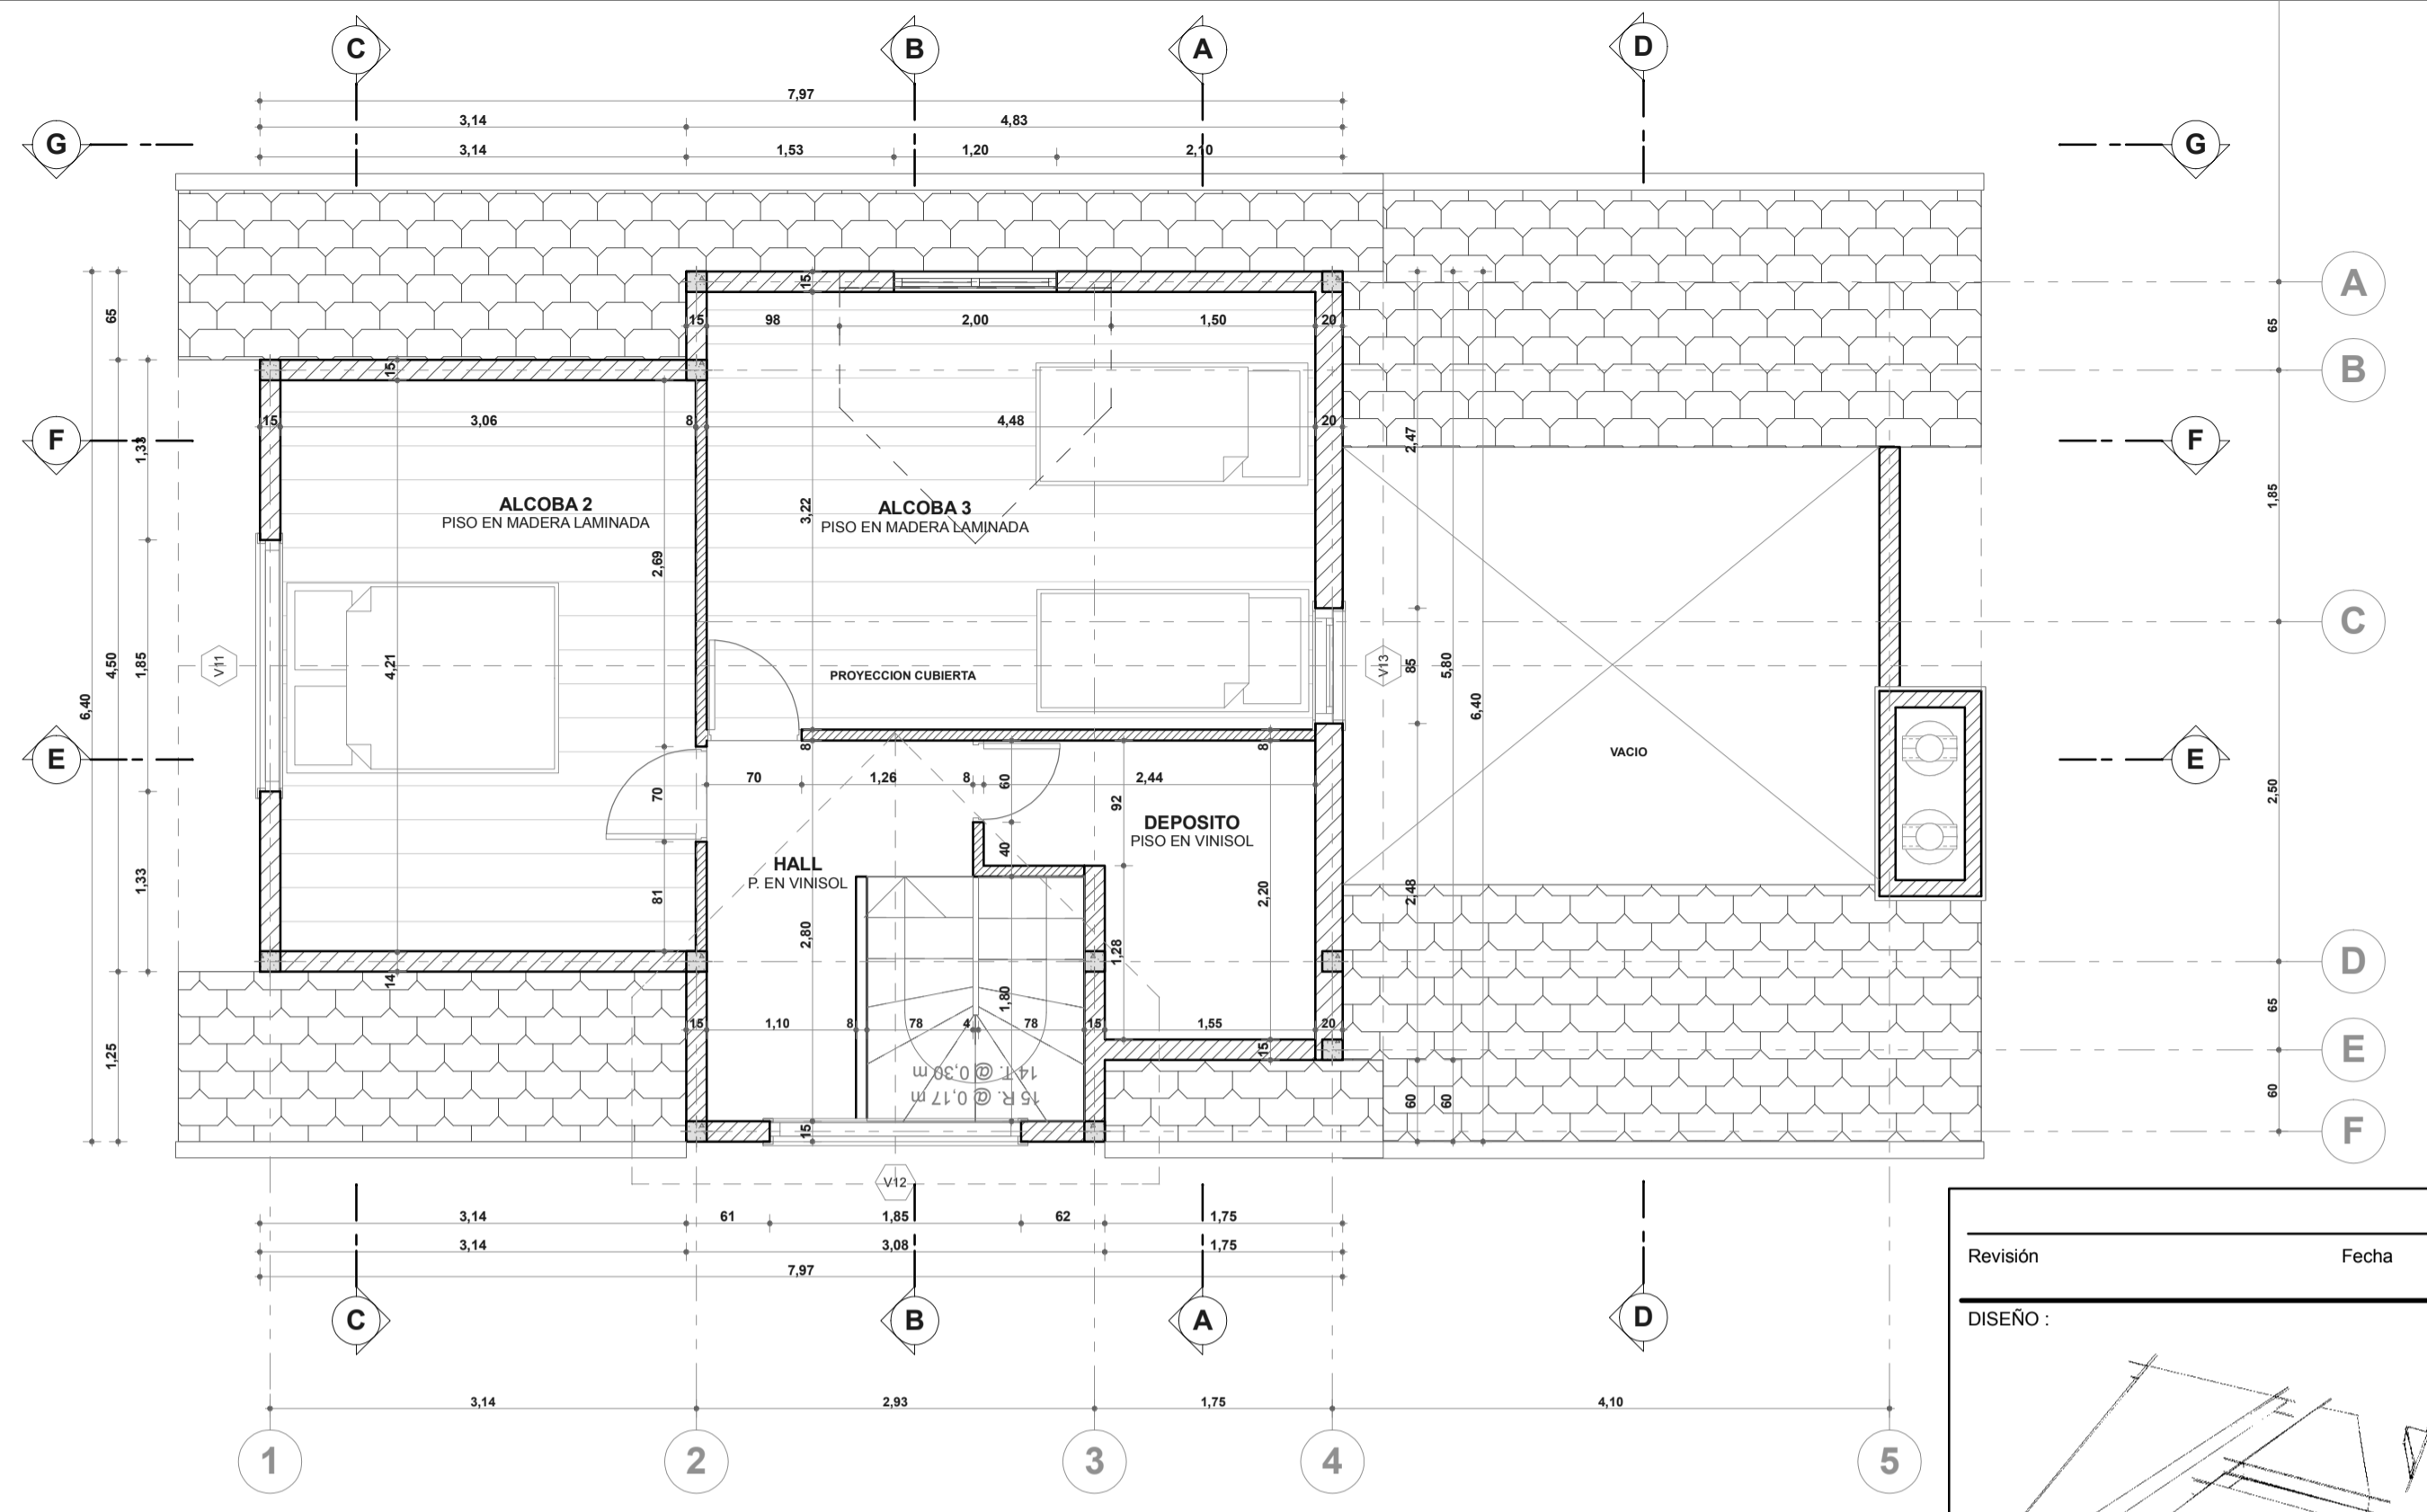 C
B
A
D
7,97
3,14
4,83
3,14
1,53
1,20
2,10
G
G
A
65
15
65
15
98
2,00
1,50
20
B
15
15
3,06
8
4,48
20
F
1,33
2,47
F
ALCOBA 2
PISO EN MADERA LAMINADA
3,22
ALCOBA 3
PISO EN MADERA LAMINADA
1,85
2,69
C
V11
4,50
1,85
4,21
PROYECCION CUBIERTA
V13
85
5,80
6,40
6,40
E
8
8
VACIO
E
70
70
1,26
8
60
2,44
92
2,50
DEPOSITO
PISO EN VINISOL
40
HALL
P. EN VINISOL
1,33
81
2,20
2,48
2,80
1,28
D
14
1,80
65
15
1,10
8
78
4
78
15
1,55
20
1,25
15
E
14 T. @ 0,30 m
15 R. @ 0,17 m
60
60
60
15
F
V12
3,14
61
1,85
62
1,75
3,14
3,08
1,75
7,97
Revisión
Fecha
C
B
A
D
DISEÑO :
3,14
2,93
1,75
4,10
1
2
3
4
5